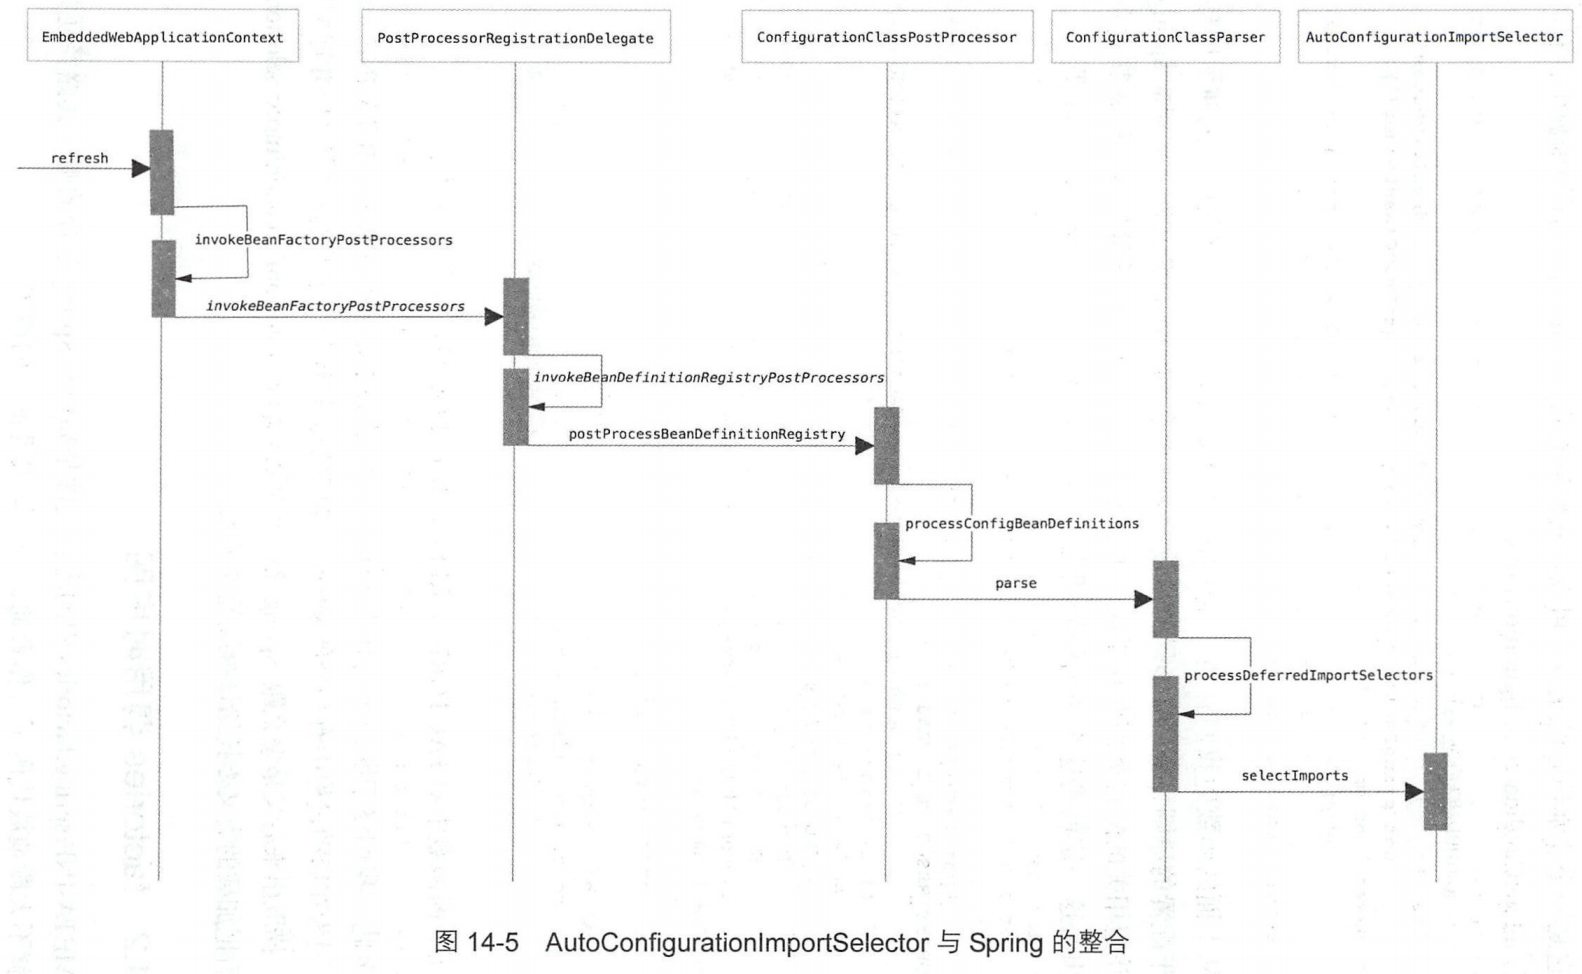 EmbeddedWebApplicationContext
PostProcessorRegistrationDelegate
ConfigurationClassPostProcessor
ConfigurationClassParser
AutoConfigurationImportSelector
refresh
invokeBeanFactoryPostProcessors
invokeBeanFactoryPostProcessors
invokeBeanDefinitionRegistryPostProcessors
postProcessBeanDefinitionRegistry
processConfigBeanDefinitions
parse
processDeferredImportSelectors
selectImports
图 14-5 AutoConfigurationImportSelector 与 Spring 的整合